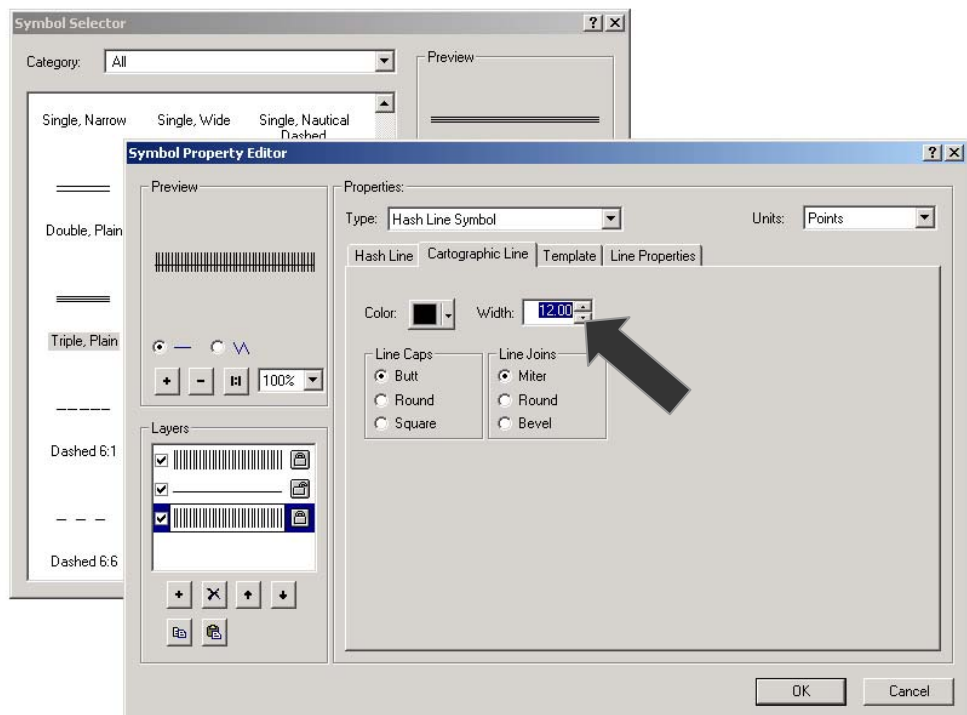 Symbol Selector
Category: All
Preview
Single, Narrow
Single, Wide
Single, Nautical
Dashed
Double, Plain
Triple, Plain
Dashed 6:1
Dashed 6:6
Symbol Property Editor
Preview
100%
1:1
Layers
Properties:
Type: Hash Line Symbol
Units: Points
Hash Line Cartographic Line Template Line Properties
Color:
Width: 12.00
Line Caps
Butt
Round
Square
Line Joins
Miter
Round
Bevel
OK
Cancel